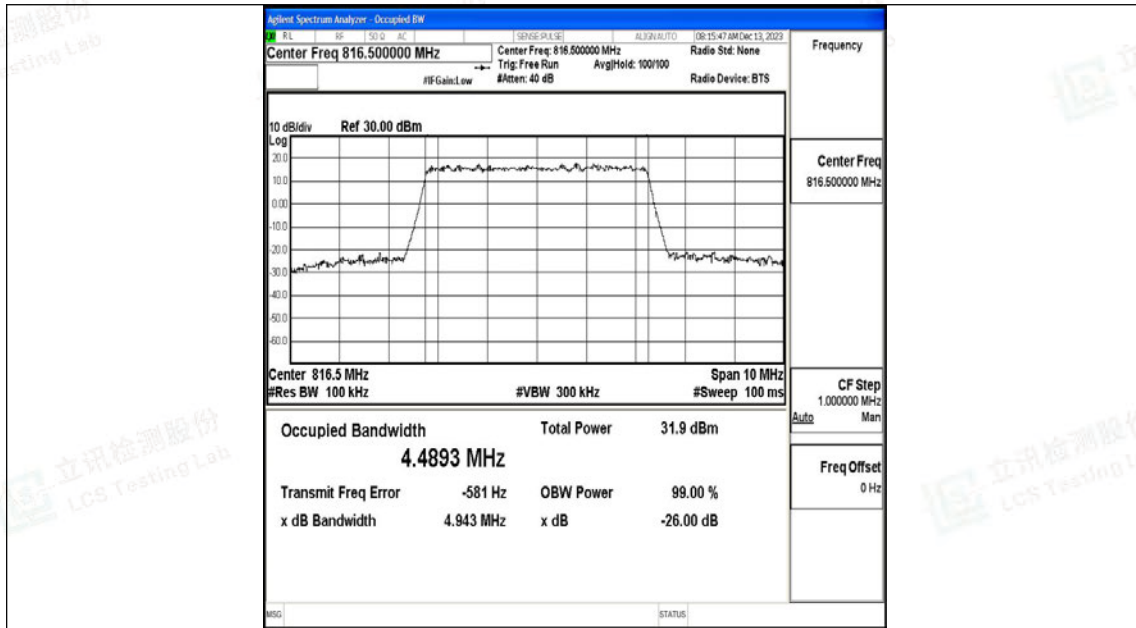 Agilent Spectrum Analyzer - Occupied BW
RL RF 50 Ω AC SENSE:PULSE ALIGNAUTO 08:15:47 AM Dec 13, 2023
Center Freq 816.500000 MHz
Center Freq: 816.500000 MHz
Radio Std: None
Trig: Free Run
Avg|Hold: 100/100
#IFGain:Low
#Atten: 40 dB
Radio Device: BTS
10 dB/div Ref 30.00 dBm
Log
20.0
10.0
0.00
-10.0
-20.0
-30.0
-40.0
-50.0
-60.0
Center 816.5 MHz
Span 10 MHz
#Res BW 100 kHz
#VBW 300 kHz
#Sweep 100 ms
Occupied Bandwidth
Total Power 31.9 dBm
4.4893 MHz
Transmit Freq Error -581 Hz OBW Power 99.00 %
x dB Bandwidth 4.943 MHz x dB -26.00 dB
MSG
STATUS
Frequency
Center Freq
816.500000 MHz
CF Step
1.000000 MHz
Auto Man
Freq Offset
0 Hz
立讯检测股份
LCS Testing Lab
立讯检测股份
LCS Testing L
测股份
esting Lab
立